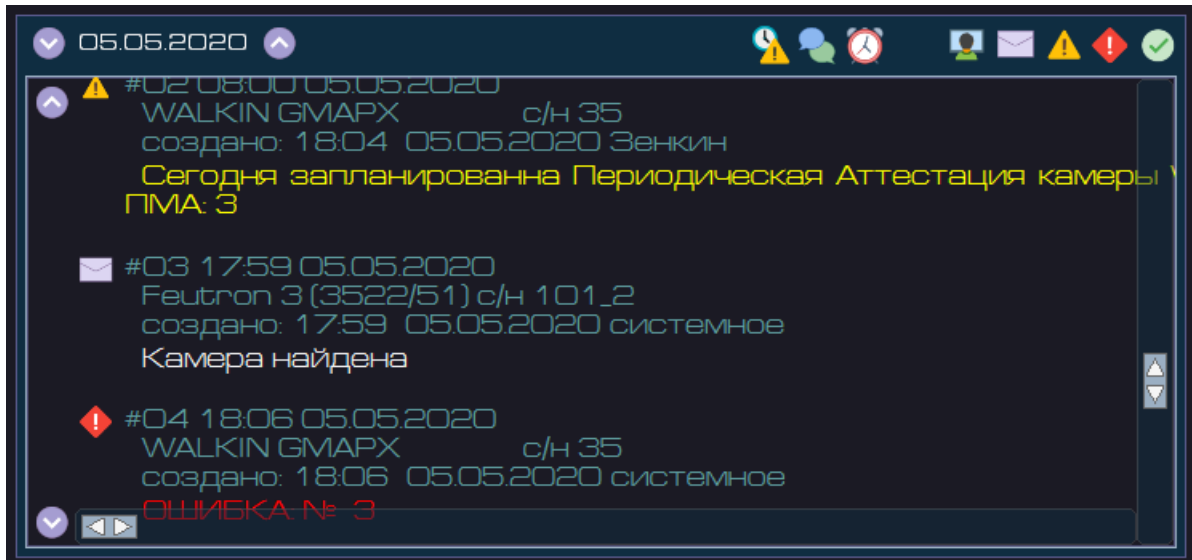 05.05.2020
#02 08:00 05.05.2020
WALKIN GMAPX с/н 35
создано: 18:04 05.05.2020 Зенкин
Сегодня запланированна Периодическая Аттестация камеры
ПМА: 3
#03 17:59 05.05.2020
Feutron 3 (3522/51) с/н 101_2
создано: 17:59 05.05.2020 системное
Камера найдена
#04 18:06 05.05.2020
WALKIN GMAPX с/н 35
создано: 18:06 05.05.2020 системное
ОШИБКА. № 3